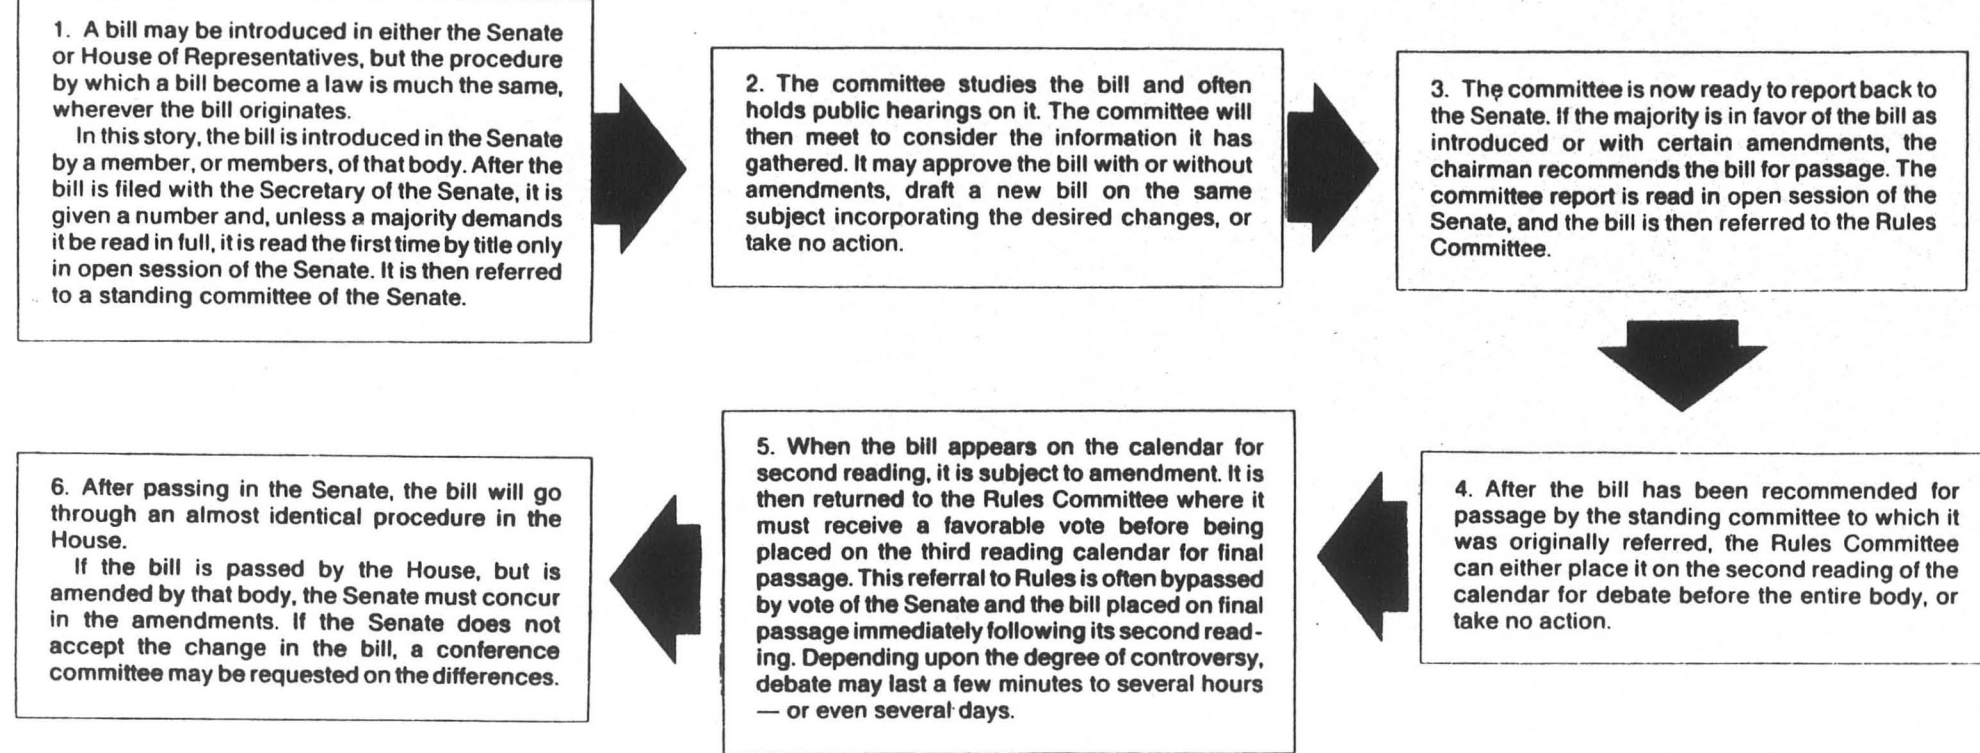 1. A bill may be introduced in either the Senate
or House of Representatives, but the procedure
by which a bill become a law is much the same,
wherever the bill originates.
In this story, the bill is introduced in the Senate
by a member, or members, of that body. After the
bill is filed with the Secretary of the Senate, it is
given a number and, unless a majority demands
it be read in full, it is read the first time by title only
in open session of the Senate. It is then referred
to a standing committee of the Senate.
2. The committee studies the bill and often
holds public hearings on it. The committee will
then meet to consider the information it has
gathered. It may approve the bill with or without
amendments, draft a new bill on the same
subject incorporating the desired changes, or
take no action.
3. The committee is now ready to report back to
the Senate. If the majority is in favor of the bill as
introduced or with certain amendments, the
chairman recommends the bill for passage. The
committee report is read in open session of the
Senate, and the bill is then referred to the Rules
Committee.
4. After the bill has been recommended for
passage by the standing committee to which it
was originally referred, the Rules Committee
can either place it on the second reading of the
calendar for debate before the entire body, or
take no action.
5. When the bill appears on the calendar for
second reading, it is subject to amendment. It is
then returned to the Rules Committee where it
must receive a favorable vote before being
placed on the third reading calendar for final
passage. This referral to Rules is often bypassed
by vote of the Senate and the bill placed on final
passage immediately following its second read-
ing. Depending upon the degree of controversy,
debate may last a few minutes to several hours
— or even several days.
6. After passing in the Senate, the bill will go
through an almost identical procedure in the
House.
If the bill is passed by the House, but is
amended by that body, the Senate must concur
in the amendments. If the Senate does not
accept the change in the bill, a conference
committee may be requested on the differences.